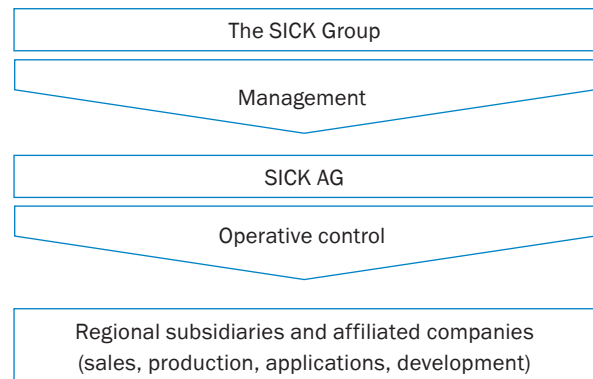 The SICK Group
Management
SICK AG
Operative control
Regional subsidiaries and affiliated companies
(sales, production, applications, development)